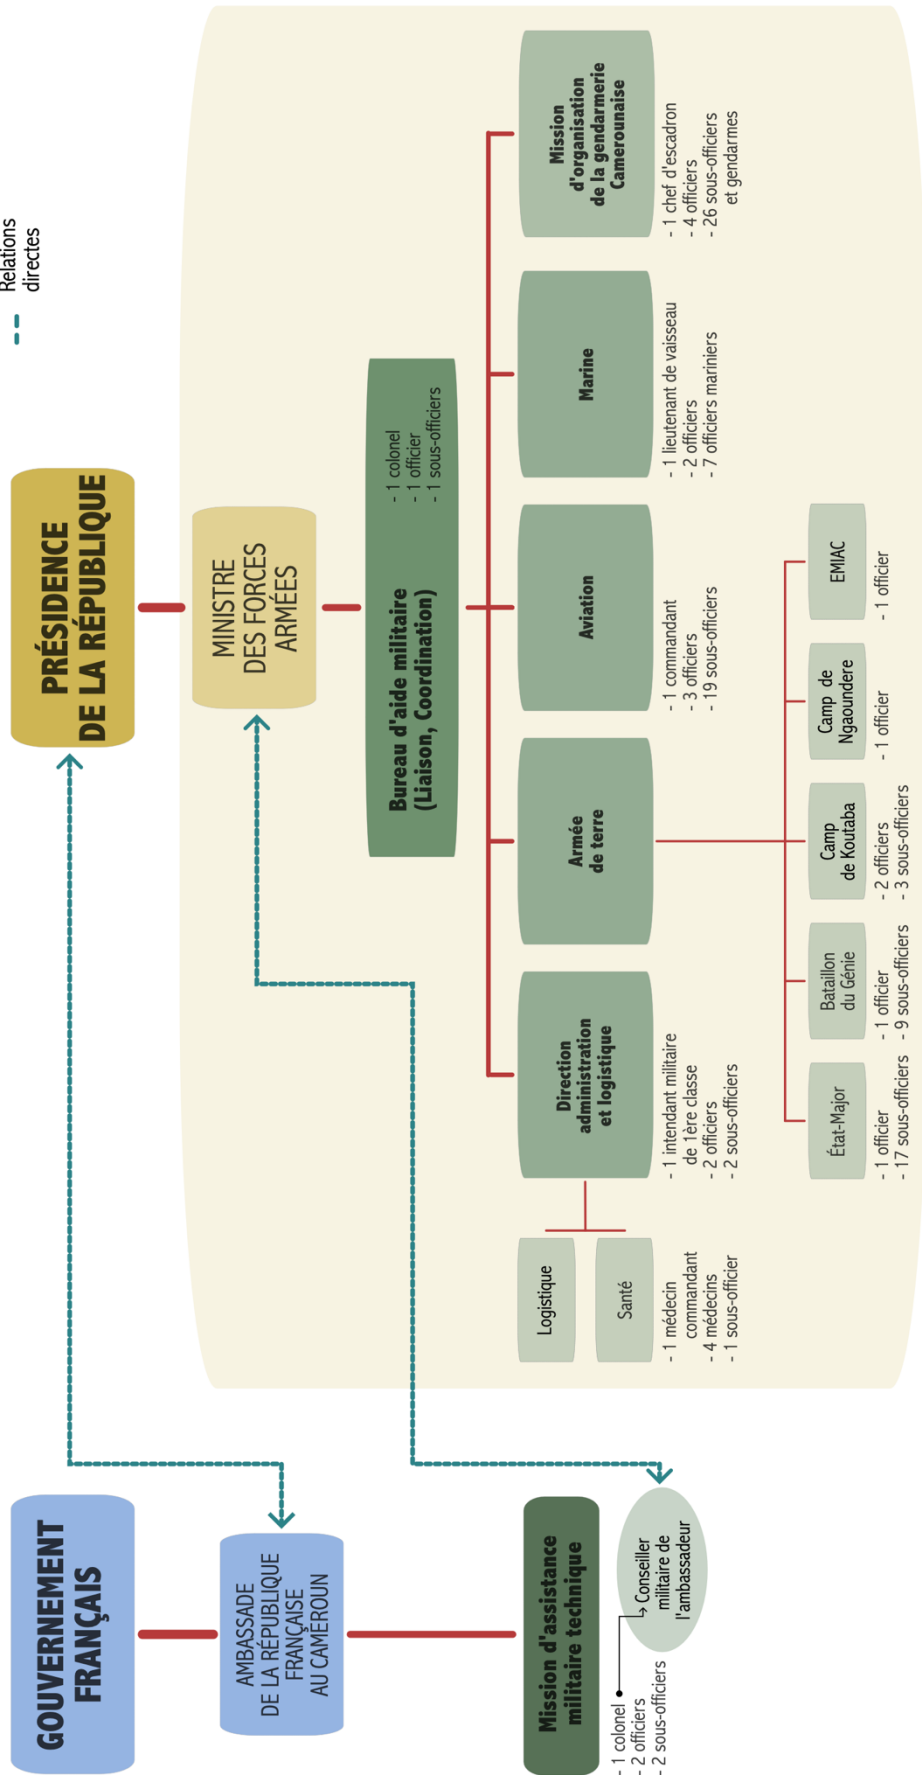 Relations
directes
GOUVERNEMENT
FRANÇAIS
PRÉSIDENCE
DE LA RÉPUBLIQUE
AMBASSADE
DE LA RÉPUBLIQUE
FRANÇAISE
AU CAMEROUN
MINISTRE
DES FORCES
ARMÉES
Mission d'assistance
militaire technique
- 1 colonel
- 2 officiers
- 2 sous-officiers
Conseiller
militaire de
l'ambassadeur
Bureau d'aide militaire
(Liaison, Coordination)
- 1 colonel
- 1 officier
- 1 sous-officiers
Logistique
Santé
- 1 médecin
commandant
- 4 médecins
- 1 sous-officier
Direction
administration
et logistique
- 1 intendant militaire
de 1ère classe
- 2 officiers
- 2 sous-officiers
Armée
de terre
Aviation
- 1 commandant
- 3 officiers
- 19 sous-officiers
Marine
- 1 lieutenant de vaisseau
- 2 officiers
- 7 officiers mariniers
Mission
d'organisation
de la gendarmerie
Camerounaise
- 1 chef d'escadron
- 4 officiers
- 26 sous-officiers
et gendarmes
État-Major
- 1 officier
- 17 sous-officiers
Bataillon
du Génie
- 1 officier
- 9 sous-officiers
Camp
de Koutaba
- 2 officiers
- 3 sous-officiers
Camp de
Ngaoundere
- 1 officier
EMIAC
- 1 officier